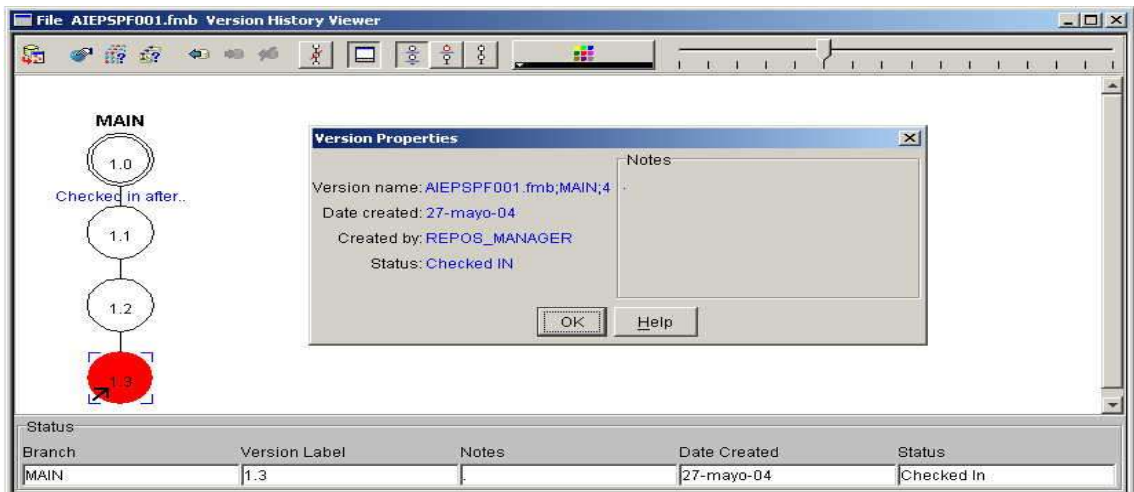 File AIEPSPF001.fmb Version History Viewer
MAIN
1.0
Checked in after..
1.1
1.2
1.3
Version Properties
Notes
Version name: AIEPSPF001.fmb;MAIN;4
.
Date created: 27-mayo-04
Created by: REPOS_MANAGER
Status: Checked IN
OK
Help
Status
Branch
Version Label
Notes
Date Created
Status
MAIN
1.3
.
27-mayo-04
Checked In